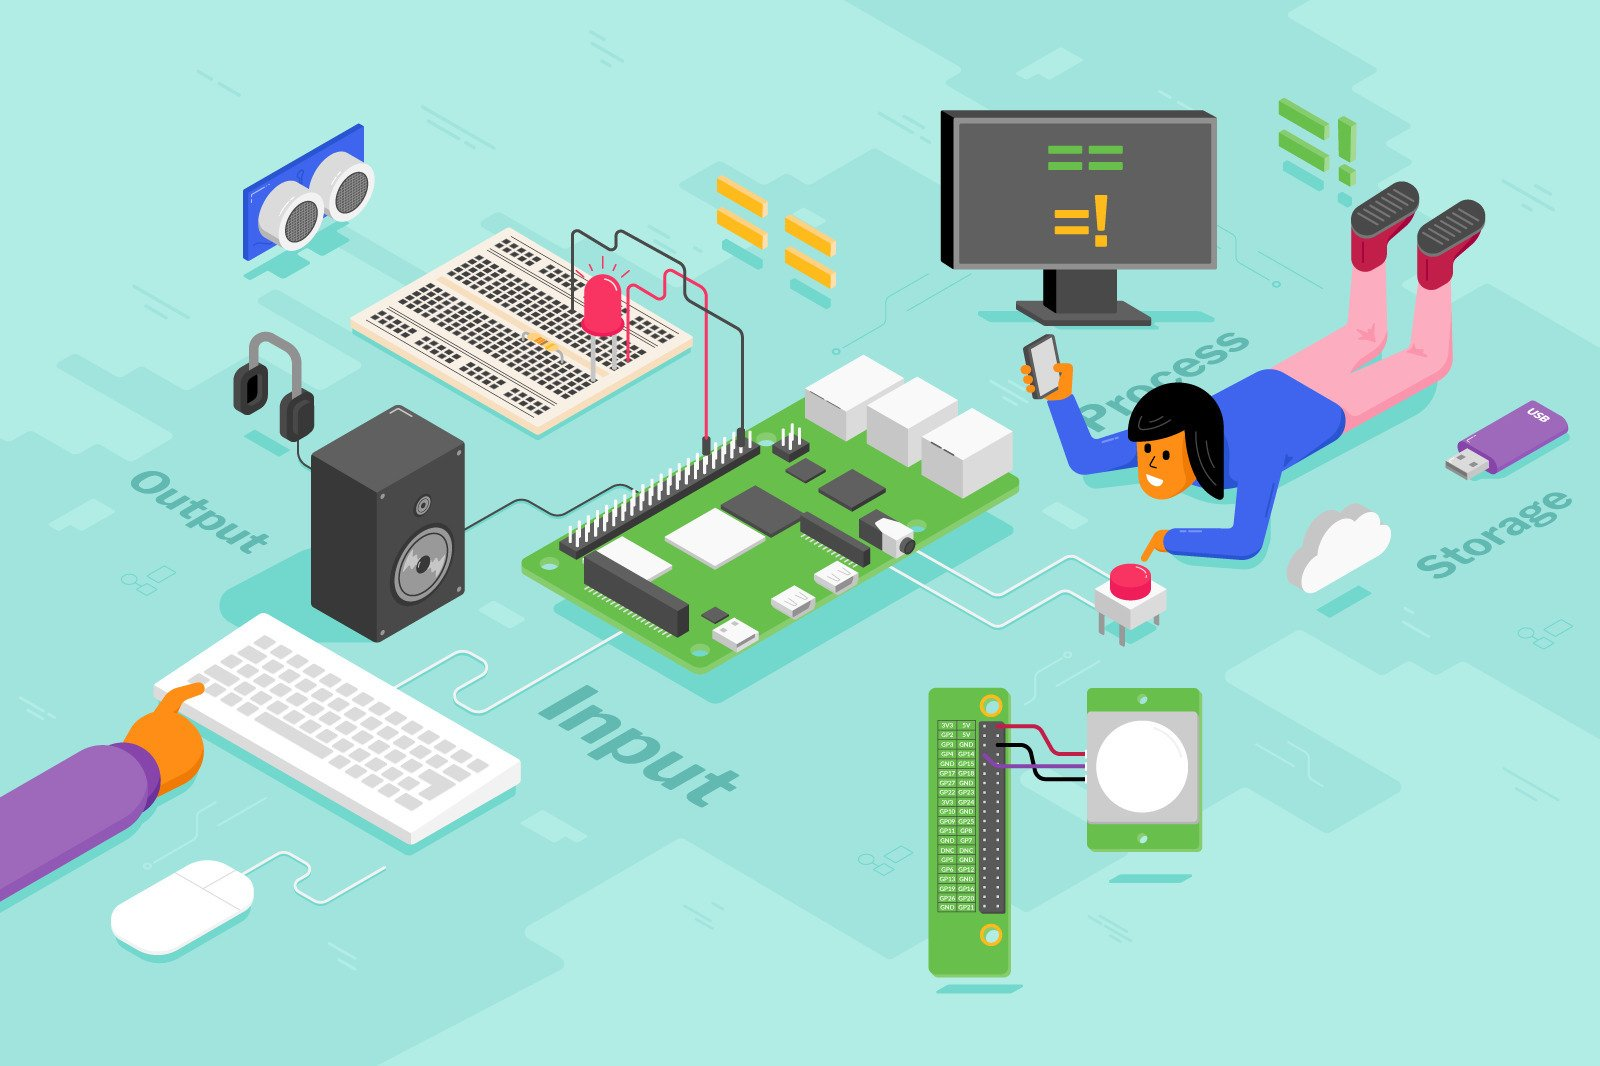 == =!
==
=!
Process
USB
Output
Storage
Input
3V3 5V
GP2 5V
GP3 GND
GP4 GP14
GND GP15
GP17 GP18
GP27 GND
GP22 GP23
3V3 GP24
GP10 GND
GP09 GP25
GP11 GP8
GND GP7
DNC DNC
GP5 GND
GP6 GP12
GP13 GND
GP19 GP16
GP26 GP20
GND GP21